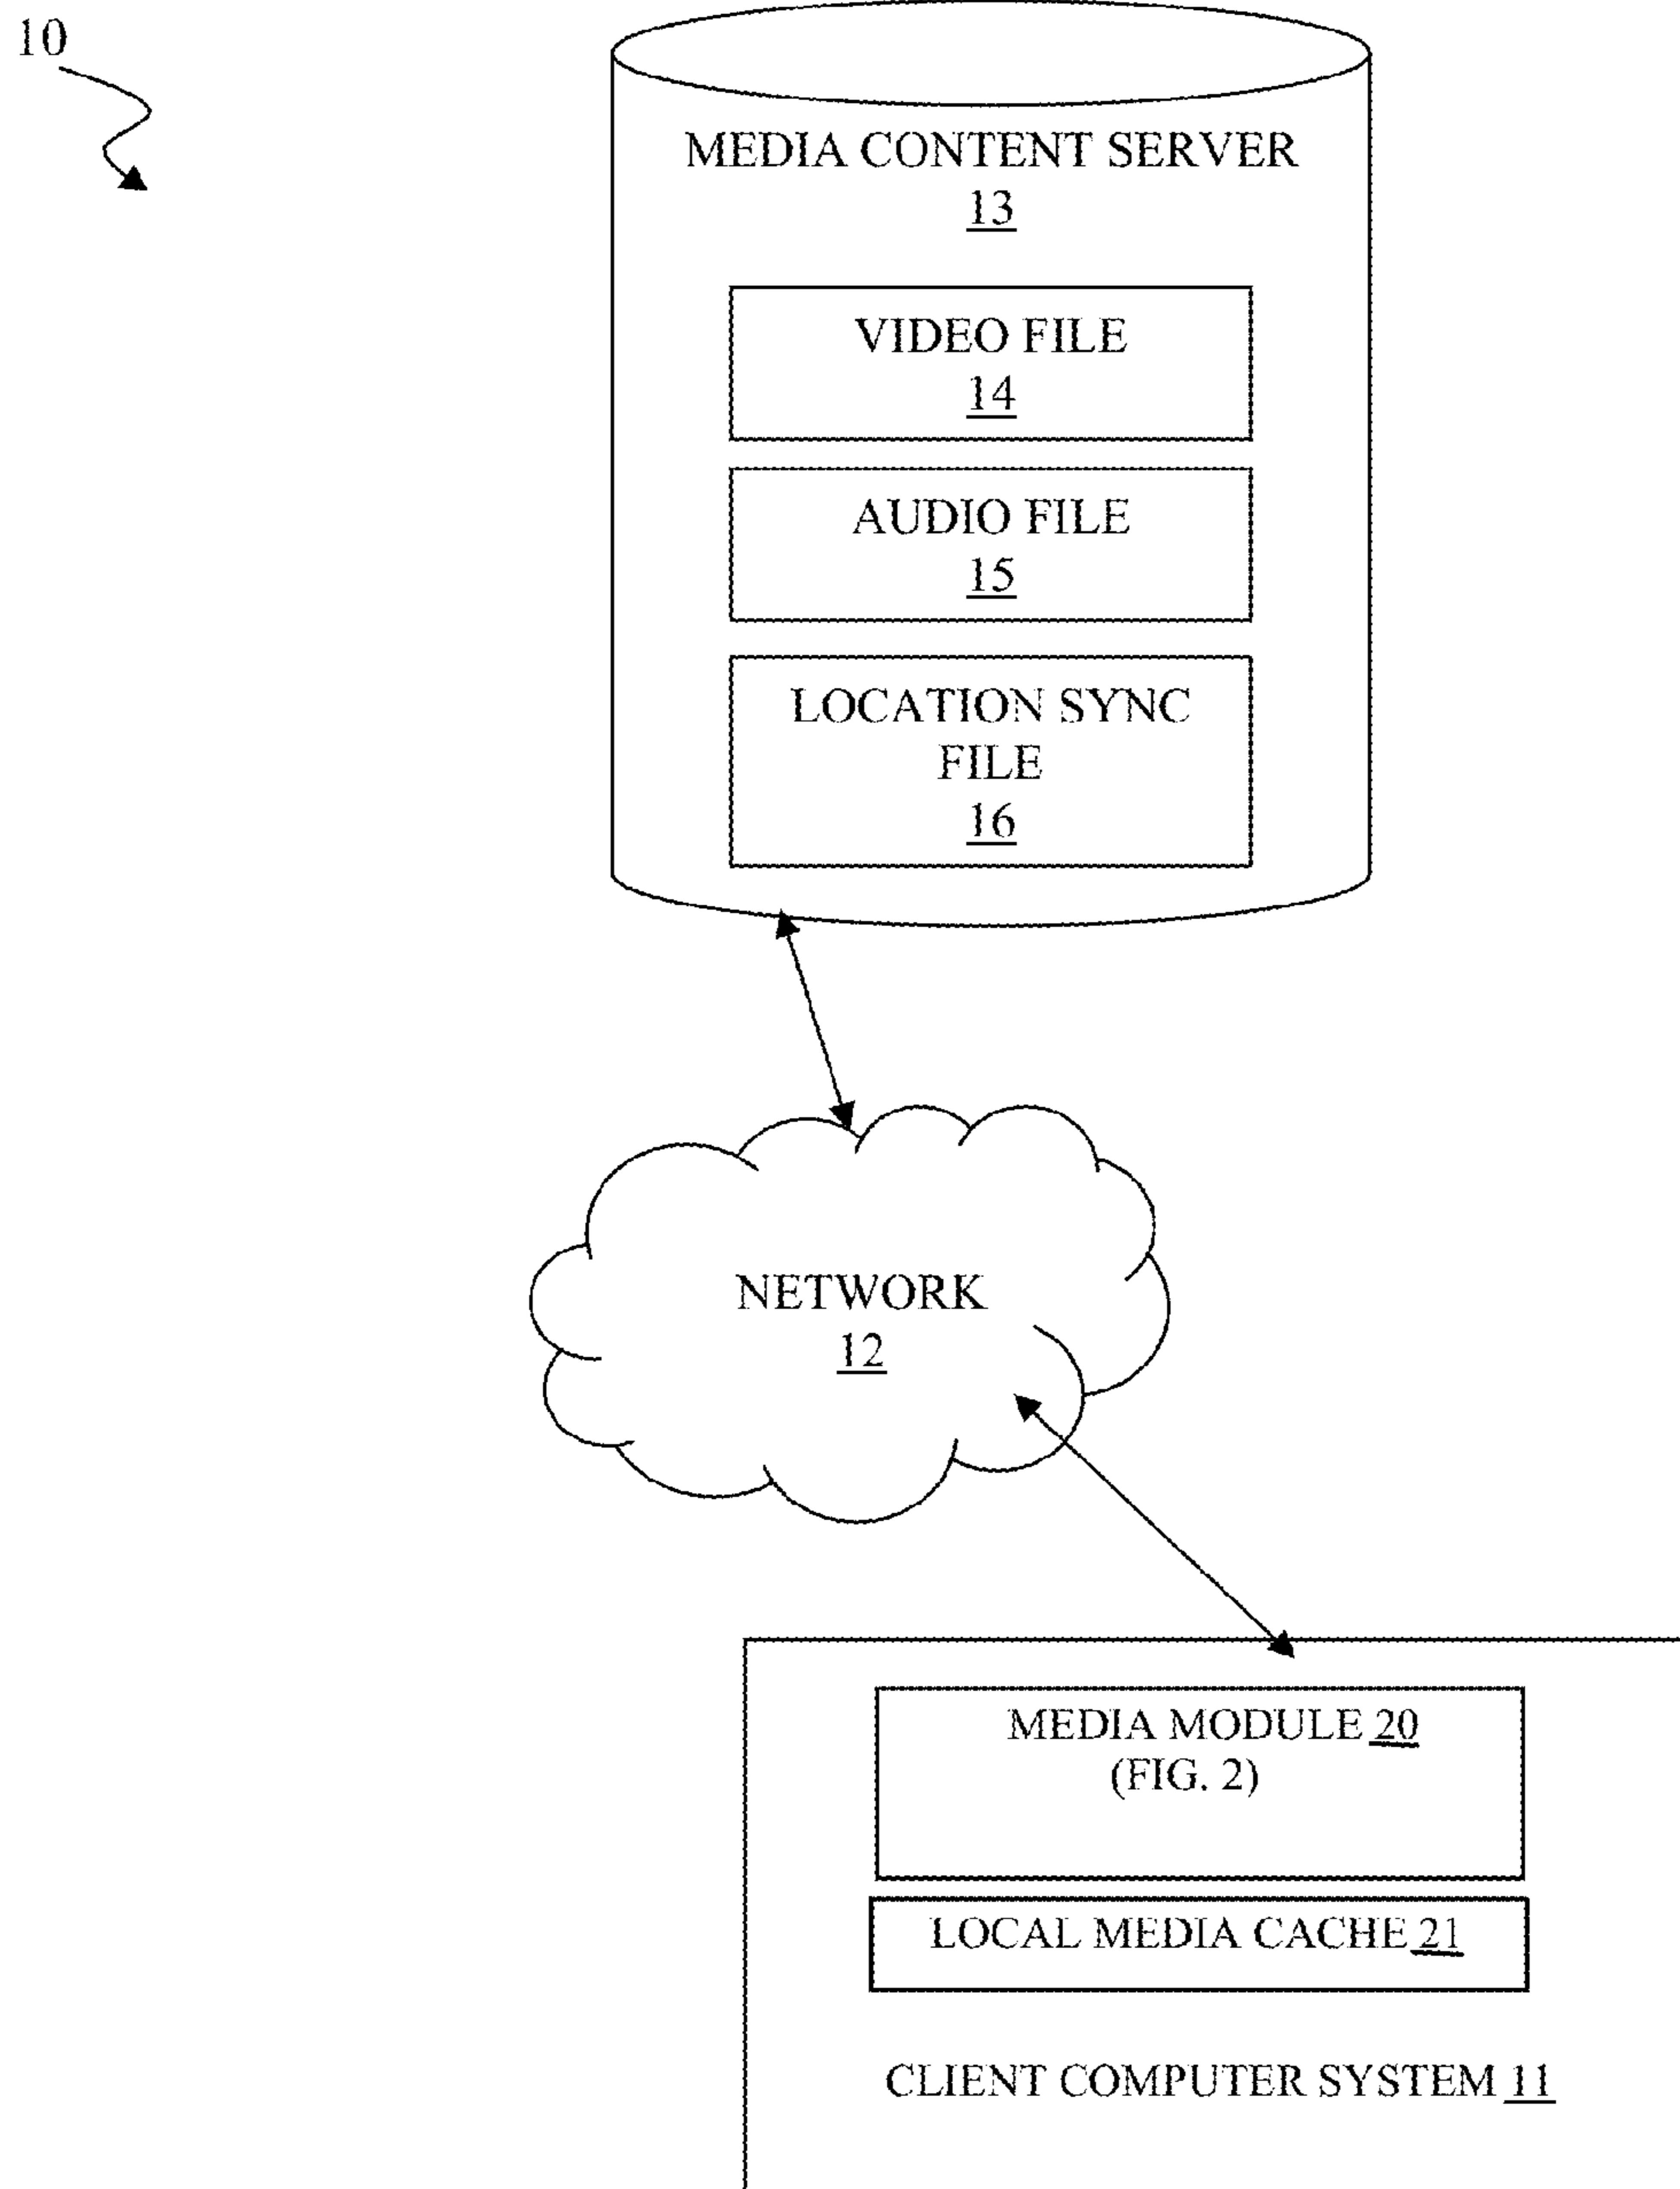 10
MEDIA CONTENT SERVER
13
VIDEO FILE
14
AUDIO FILE
15
LOCATION SYNC
FILE
16
NETWORK
12
MEDIA MODULE 20
(FIG. 2)
LOCAL MEDIA CACHE 21
CLIENT COMPUTER SYSTEM 11